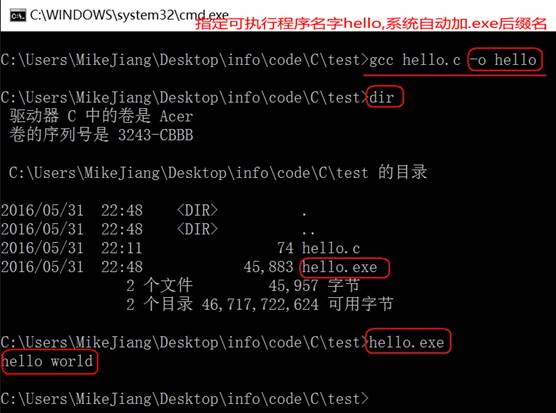 C:\WINDOWS\system32\cmd.exe
指定可执行程序名字hello,系统自动加.exe后缀名
C:\Users\MikeJiang\Desktop\info\code\C\test>gcc hello.c -o hello
C:\Users\MikeJiang\Desktop\info\code\C\test>dir
驱动器 C 中的卷是 Acer
卷的序列号是 3243-CBBB
C:\Users\MikeJiang\Desktop\info\code\C\test 的目录
2016/05/31  22:48    <DIR>          .
2016/05/31  22:48    <DIR>          ..
2016/05/31  22:11                74 hello.c
2016/05/31  22:48            45,883 hello.exe
2 个文件         45,957 字节
2 个目录 46,717,722,624 可用字节
C:\Users\MikeJiang\Desktop\info\code\C\test>hello.exe
hello world
C:\Users\MikeJiang\Desktop\info\code\C\test>